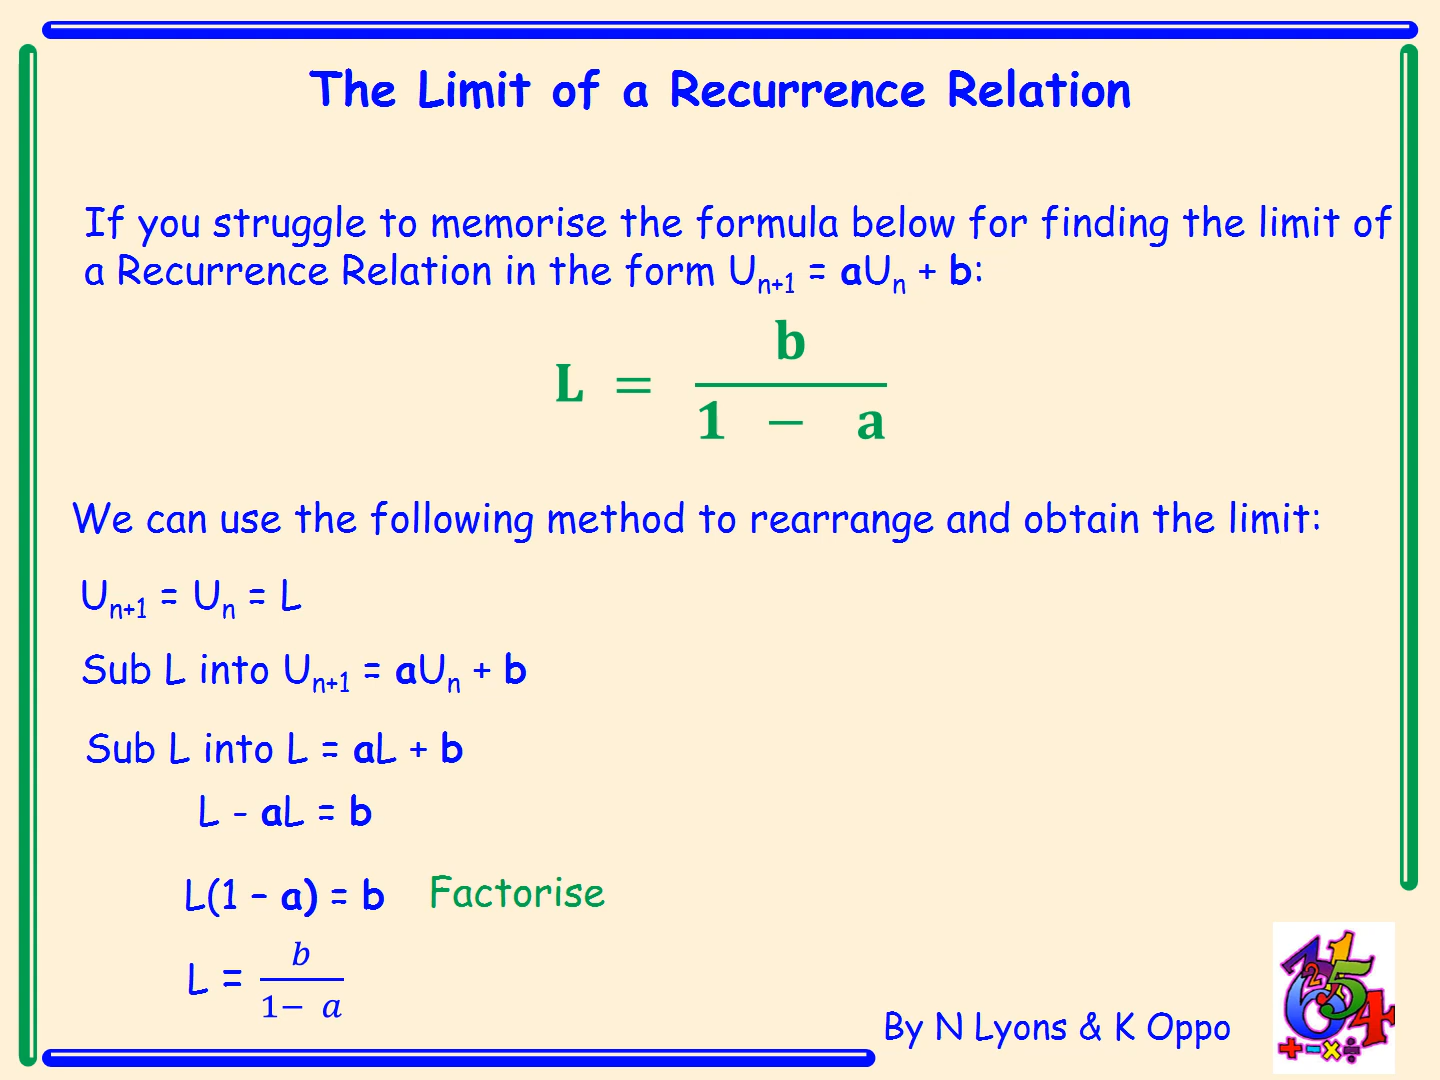 The Limit of a Recurrence Relation
If you struggle to memorise the formula below for finding the limit of
a Recurrence Relation in the form Uₙ₊₁ = aUₙ + b:
L = b / (1 − a)
We can use the following method to rearrange and obtain the limit:
Uₙ₊₁ = Uₙ = L
Sub L into Uₙ₊₁ = aUₙ + b
Sub L into L = aL + b
L - aL = b
L(1 – a) = b Factorise
L = b / (1− a)
By N Lyons & K Oppo